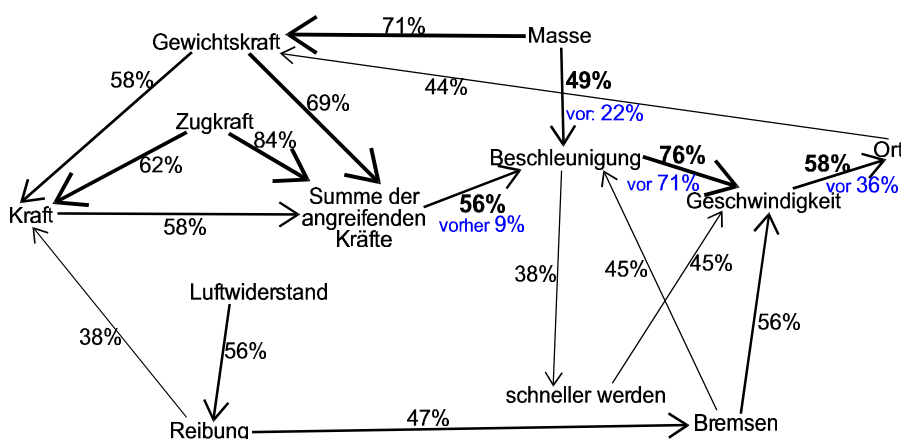 71%
Masse
Gewichtskraft
58%
49%
44%
69%
vor: 22%
Zugkraft
84%
62%
Beschleunigung
76%
58%
Ort
vor 71%
vor 36%
Summe der
angreifenden
Kräfte
56%
vorher 9%
Geschwindigkeit
Kraft
58%
38%
45%
45%
Luftwiderstand
38%
56%
56%
schneller werden
Reibung
47%
Bremsen